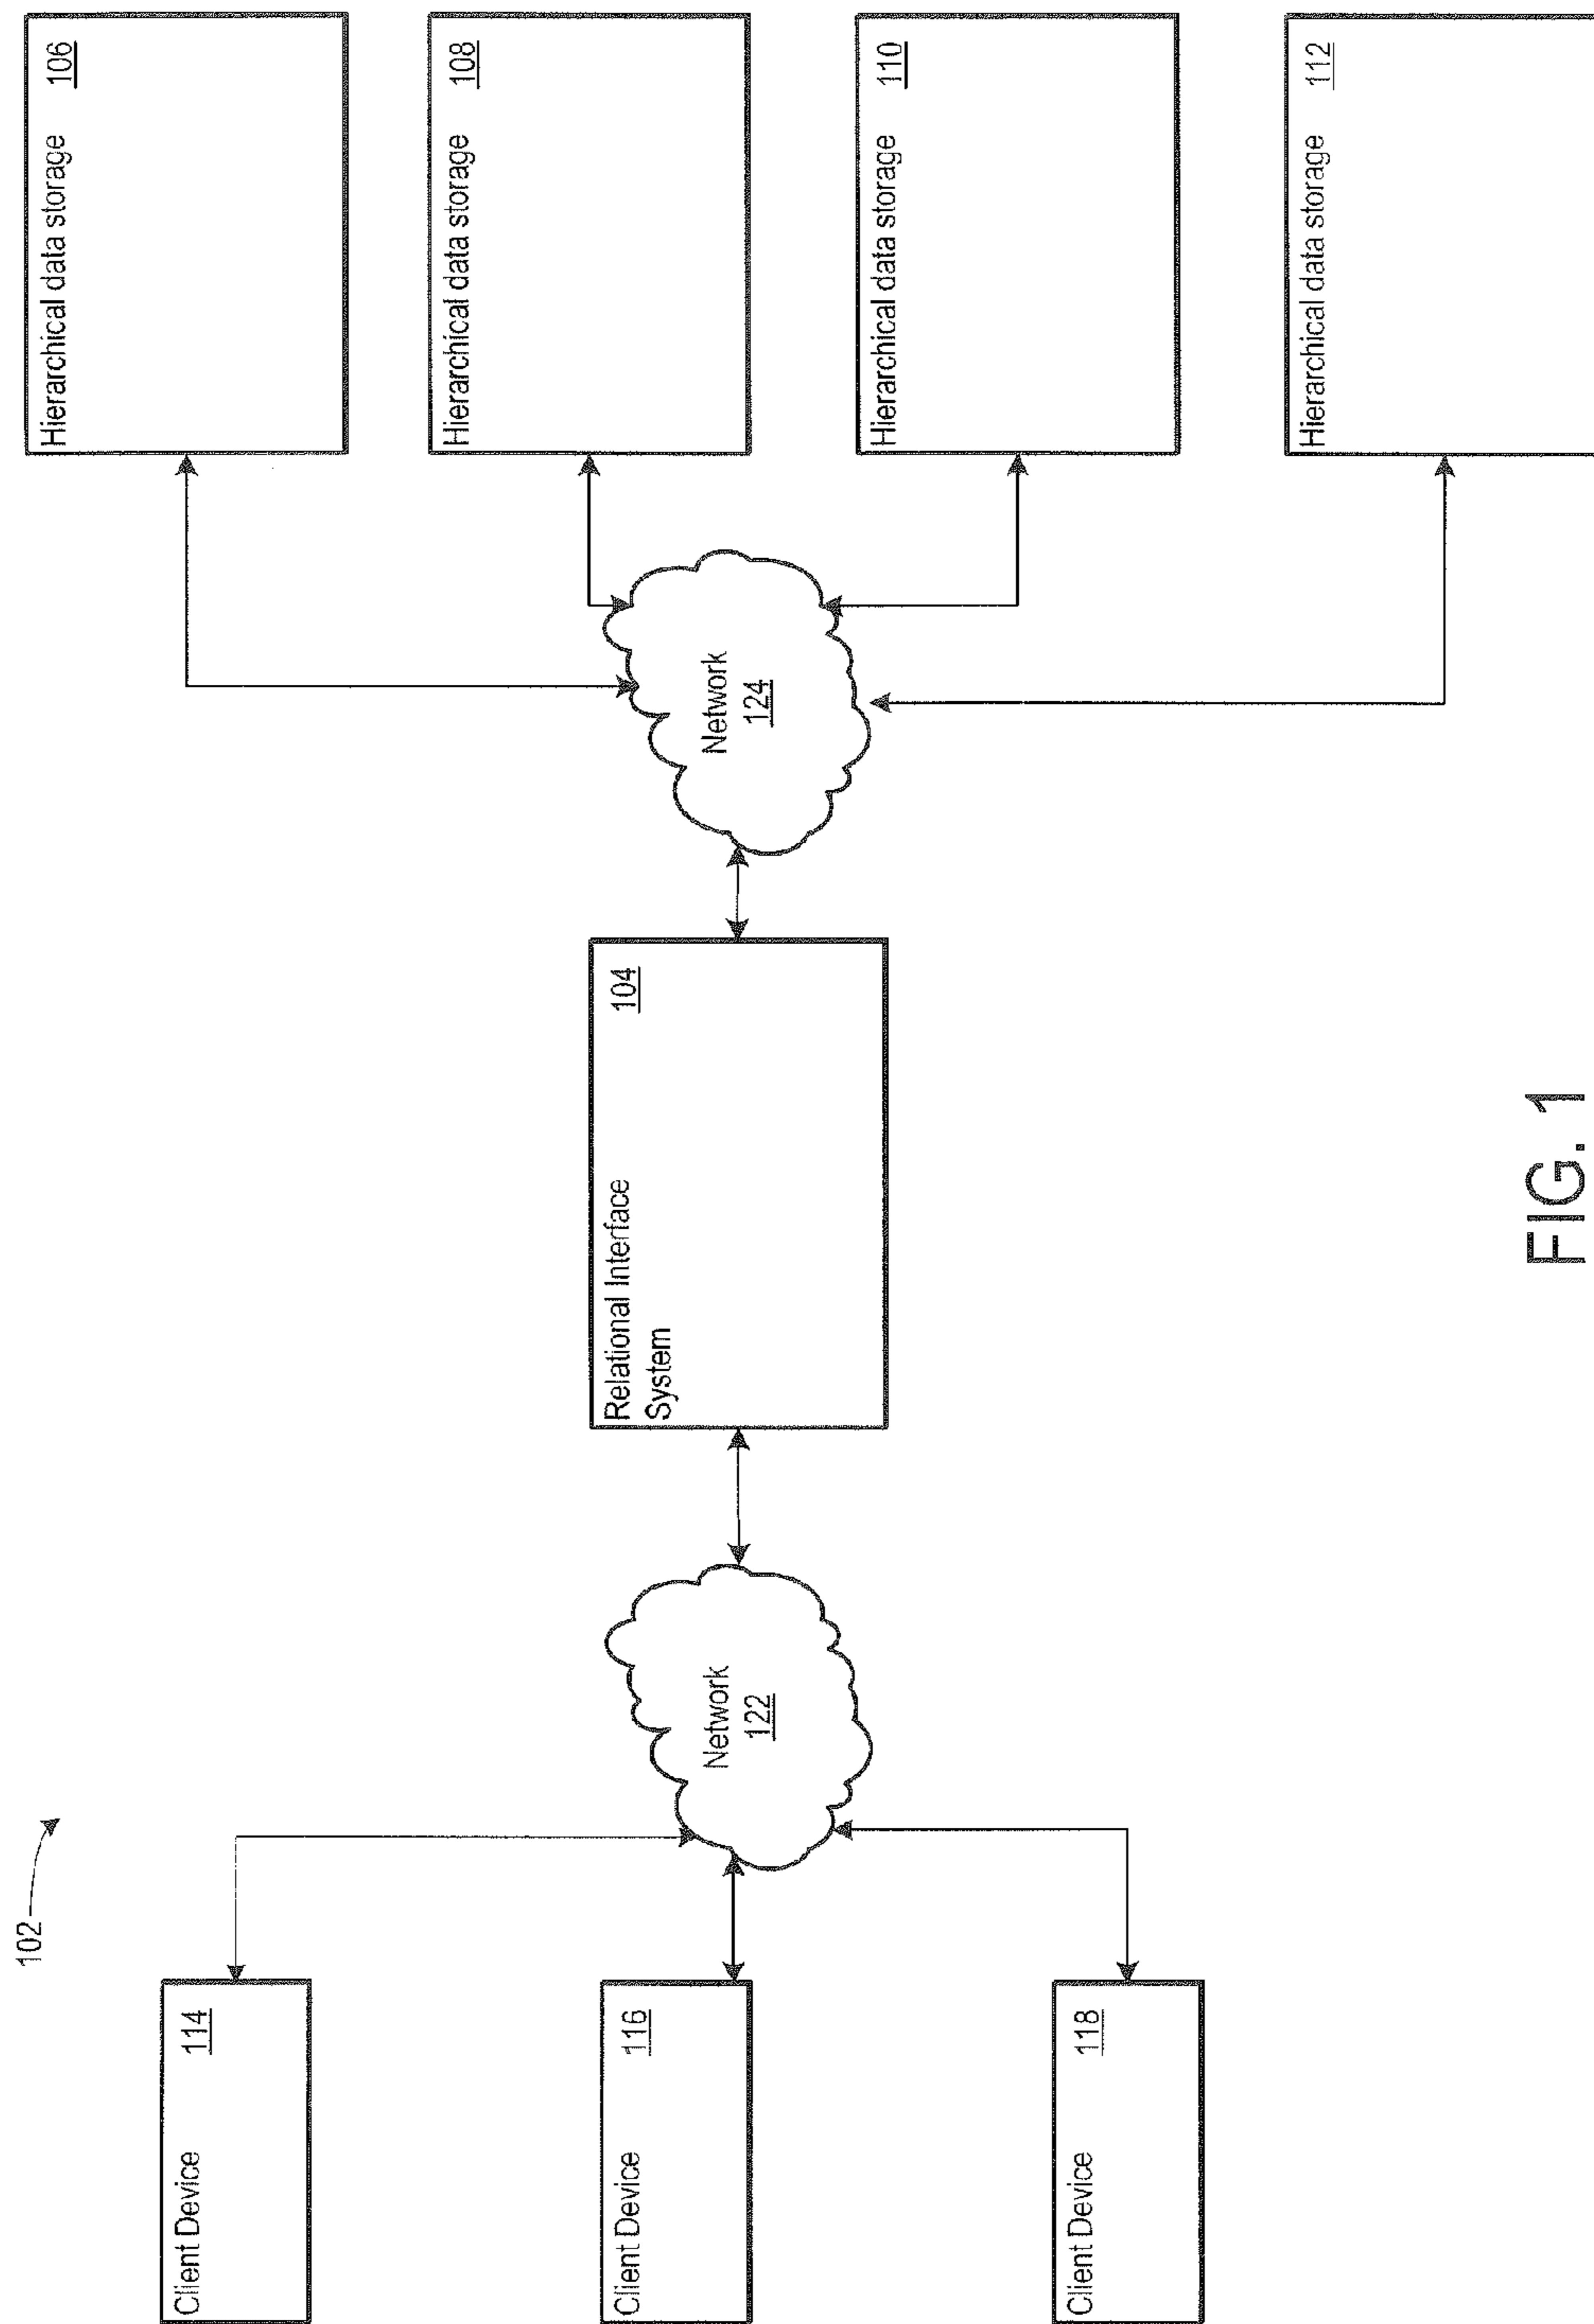 102
Client Device 114
Client Device 116
Client Device 118
Network
122
Relational Interface 104
System
Network
124
Hierarchical data storage 106
Hierarchical data storage 108
Hierarchical data storage 110
Hierarchical data storage 112
FIG. 1